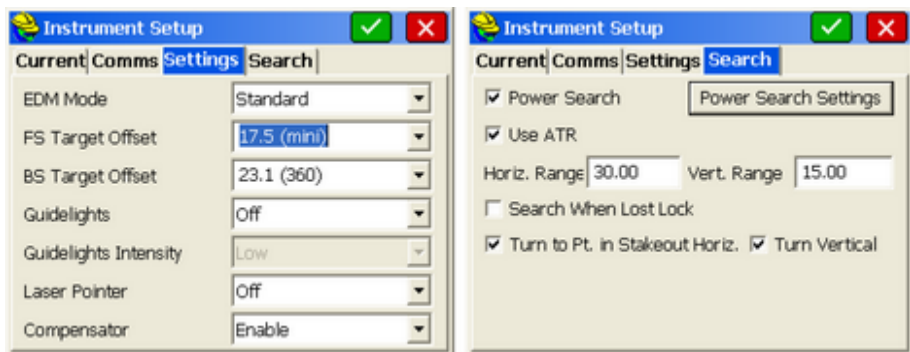 Instrument Setup
Current Comms Settings Search
EDM Mode Standard
FS Target Offset 17.5 (mini)
BS Target Offset 23.1 (360)
Guidelights Off
Guidelights Intensity Low
Laser Pointer Off
Compensator Enable
Instrument Setup
Current Comms Settings Search
Power Search Power Search Settings
Use ATR
Horiz. Range 30.00 Vert. Range 15.00
Search When Lost Lock
Turn to Pt. in Stakeout Horiz. Turn Vertical